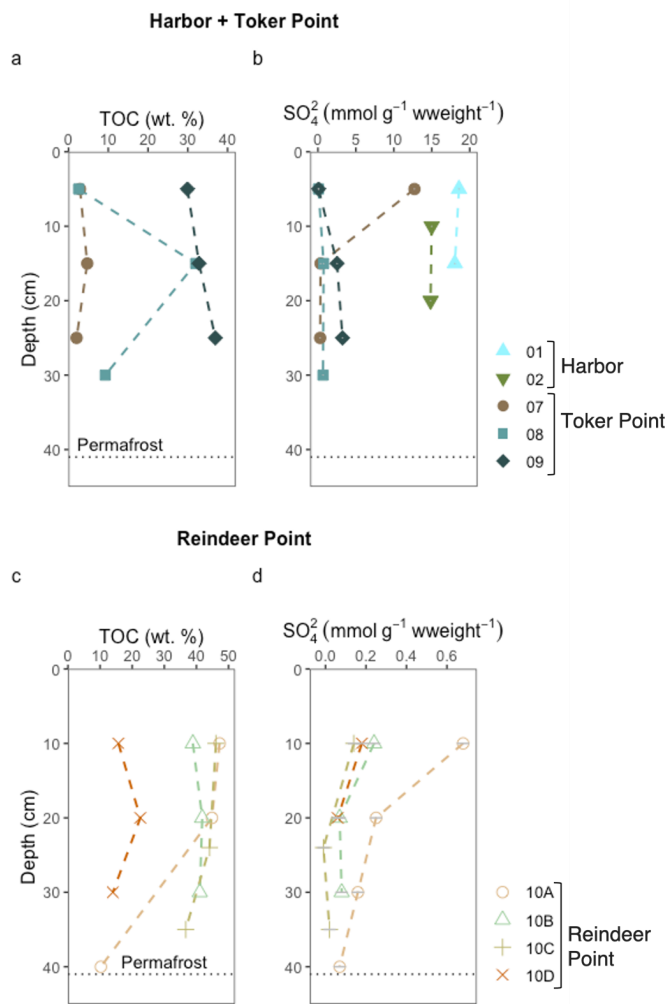 Harbor + Toker Point
a
b
TOC (wt. %)
SO₄² (mmol g⁻¹ wweight⁻¹)
0 10 20 30 40
0 5 10 15 20
0
10
20
30
40
Depth (cm)
Permafrost
01
02
Harbor
07
08
09
Toker Point
Reindeer Point
c
d
TOC (wt. %)
SO₄² (mmol g⁻¹ wweight⁻¹)
0 10 20 30 40 50
0.0 0.2 0.4 0.6
0
10
20
30
40
Depth (cm)
Permafrost
10A
10B
10C
10D
Reindeer
Point